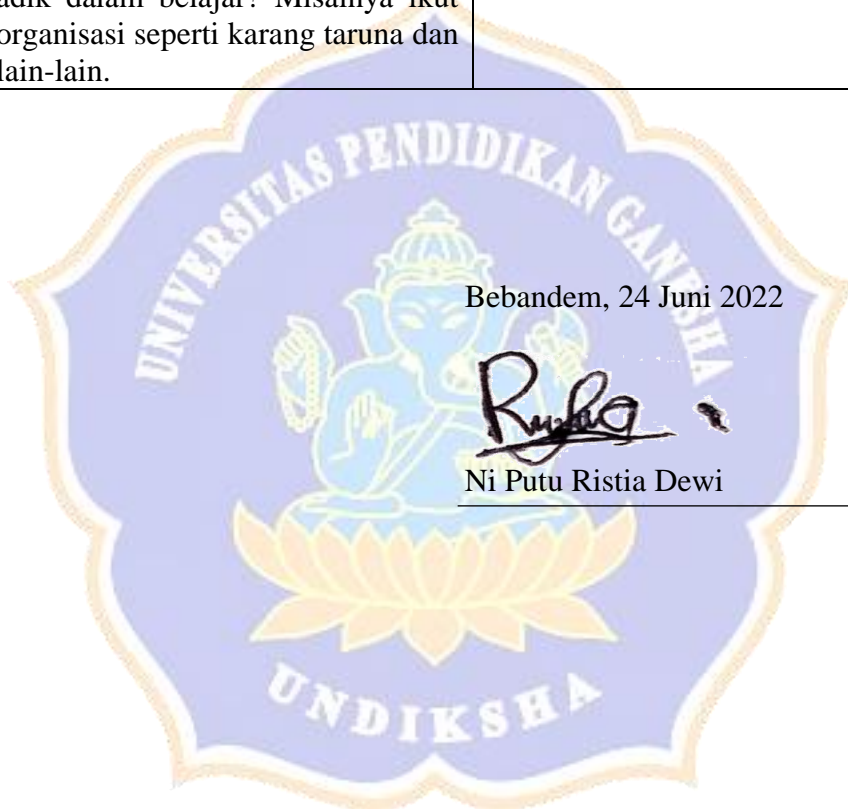 adik dalam belajar? Misalnya ikut
organisasi seperti karang taruna dan
lain-lain.
UNIVERSITAS PENDIDIKAN GANESHA
Bebandem, 24 Juni 2022
Ni Putu Ristia Dewi
UNDIKSHA